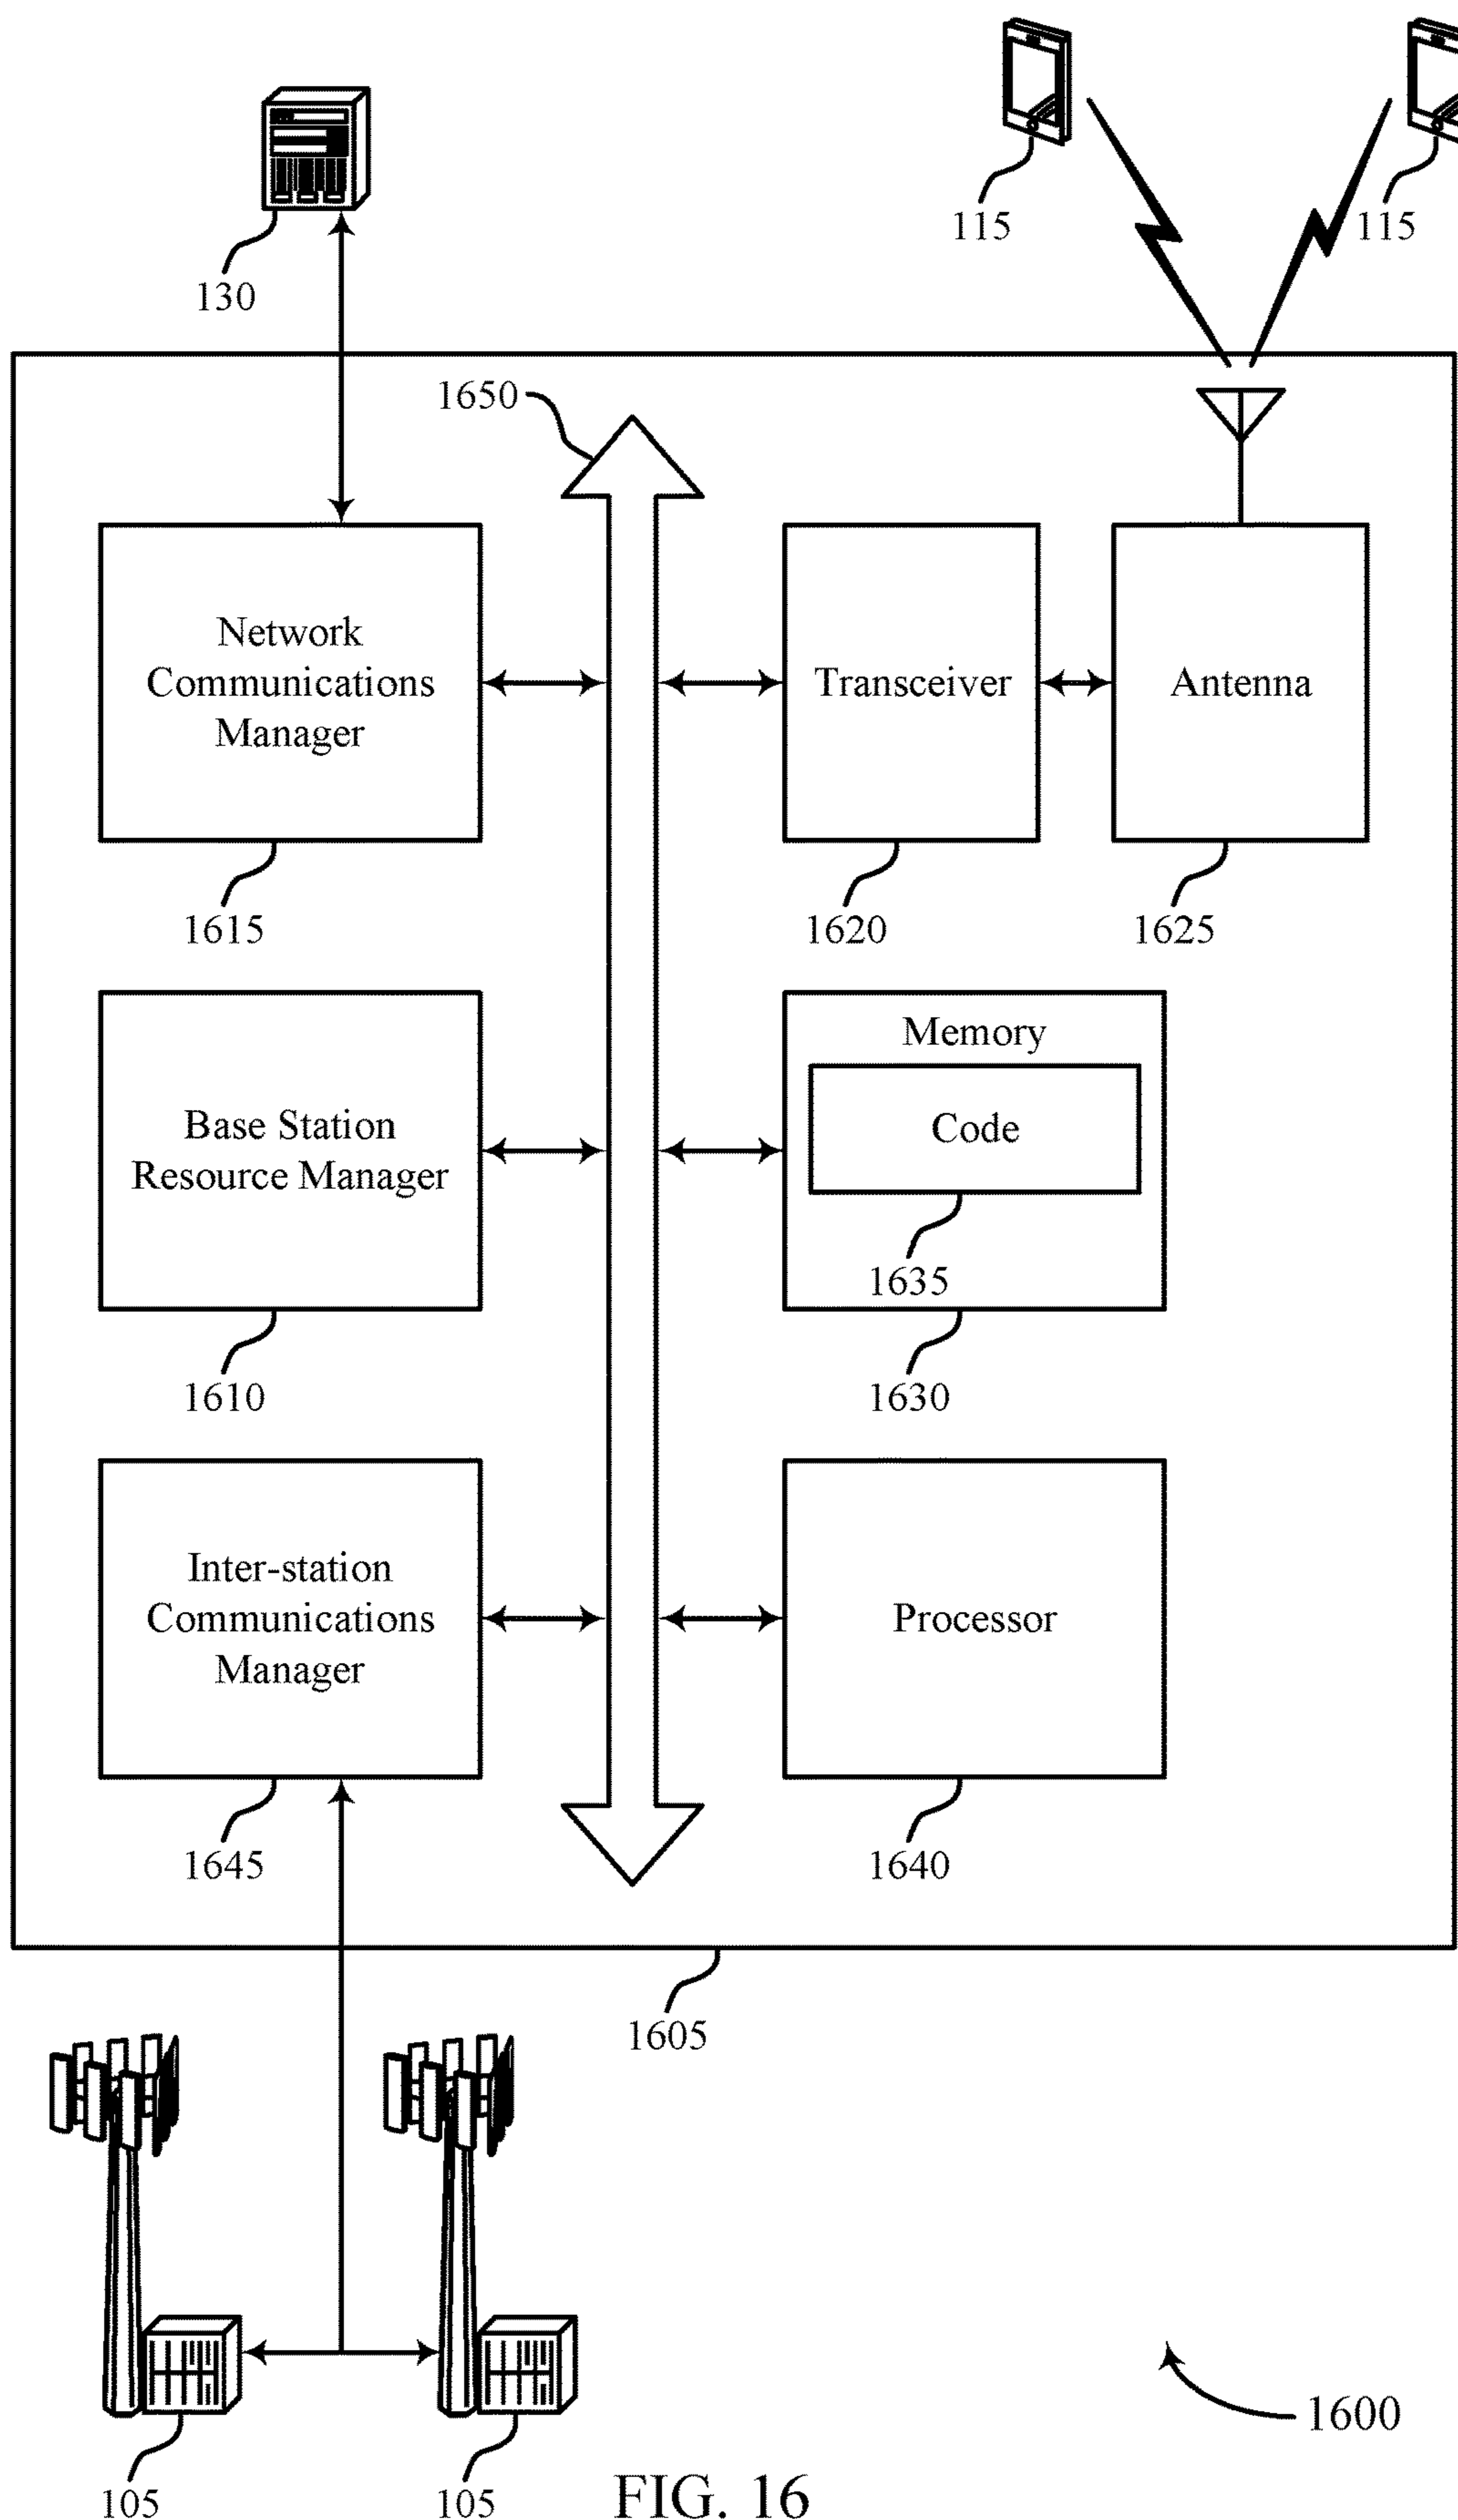 115
115
130
1650
Network
Communications
Manager
Transceiver
Antenna
1615
1620
1625
Base Station
Resource Manager
Memory
Code
1635
1610
1630
Inter-station
Communications
Manager
Processor
1645
1640
1605
1600
105
105
FIG. 16